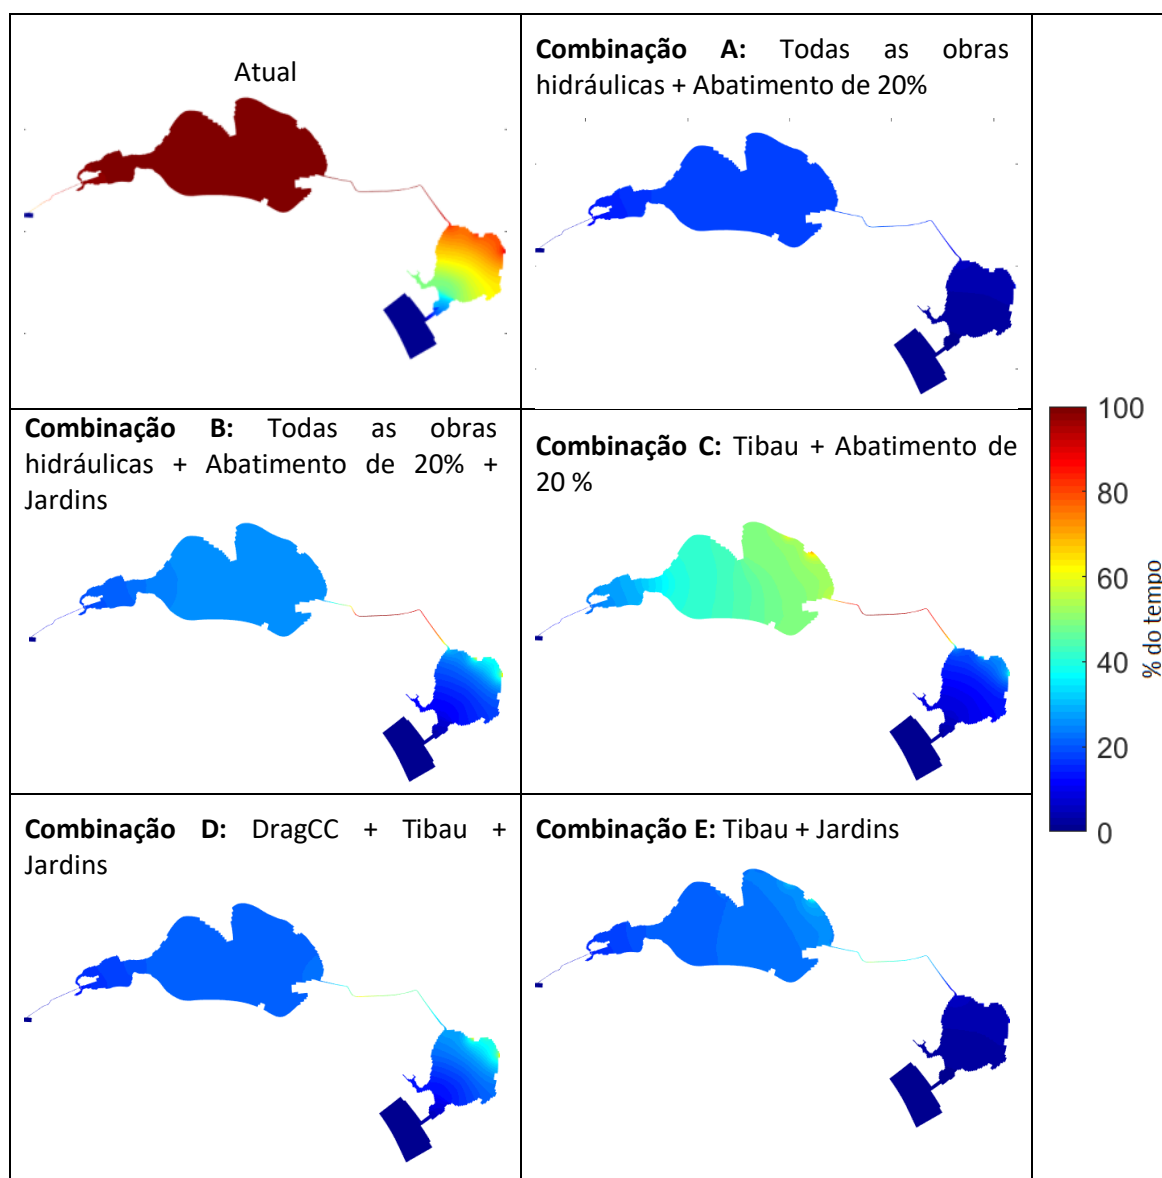 Atual
Combinação A: Todas as obras
hidráulicas + Abatimento de 20%
Combinação B: Todas as obras
hidráulicas + Abatimento de 20% +
Jardins
Combinação C: Tibau + Abatimento de
20 %
Combinação D: DragCC + Tibau +
Jardins
Combinação E: Tibau + Jardins
100
80
60
40
20
0
% do tempo